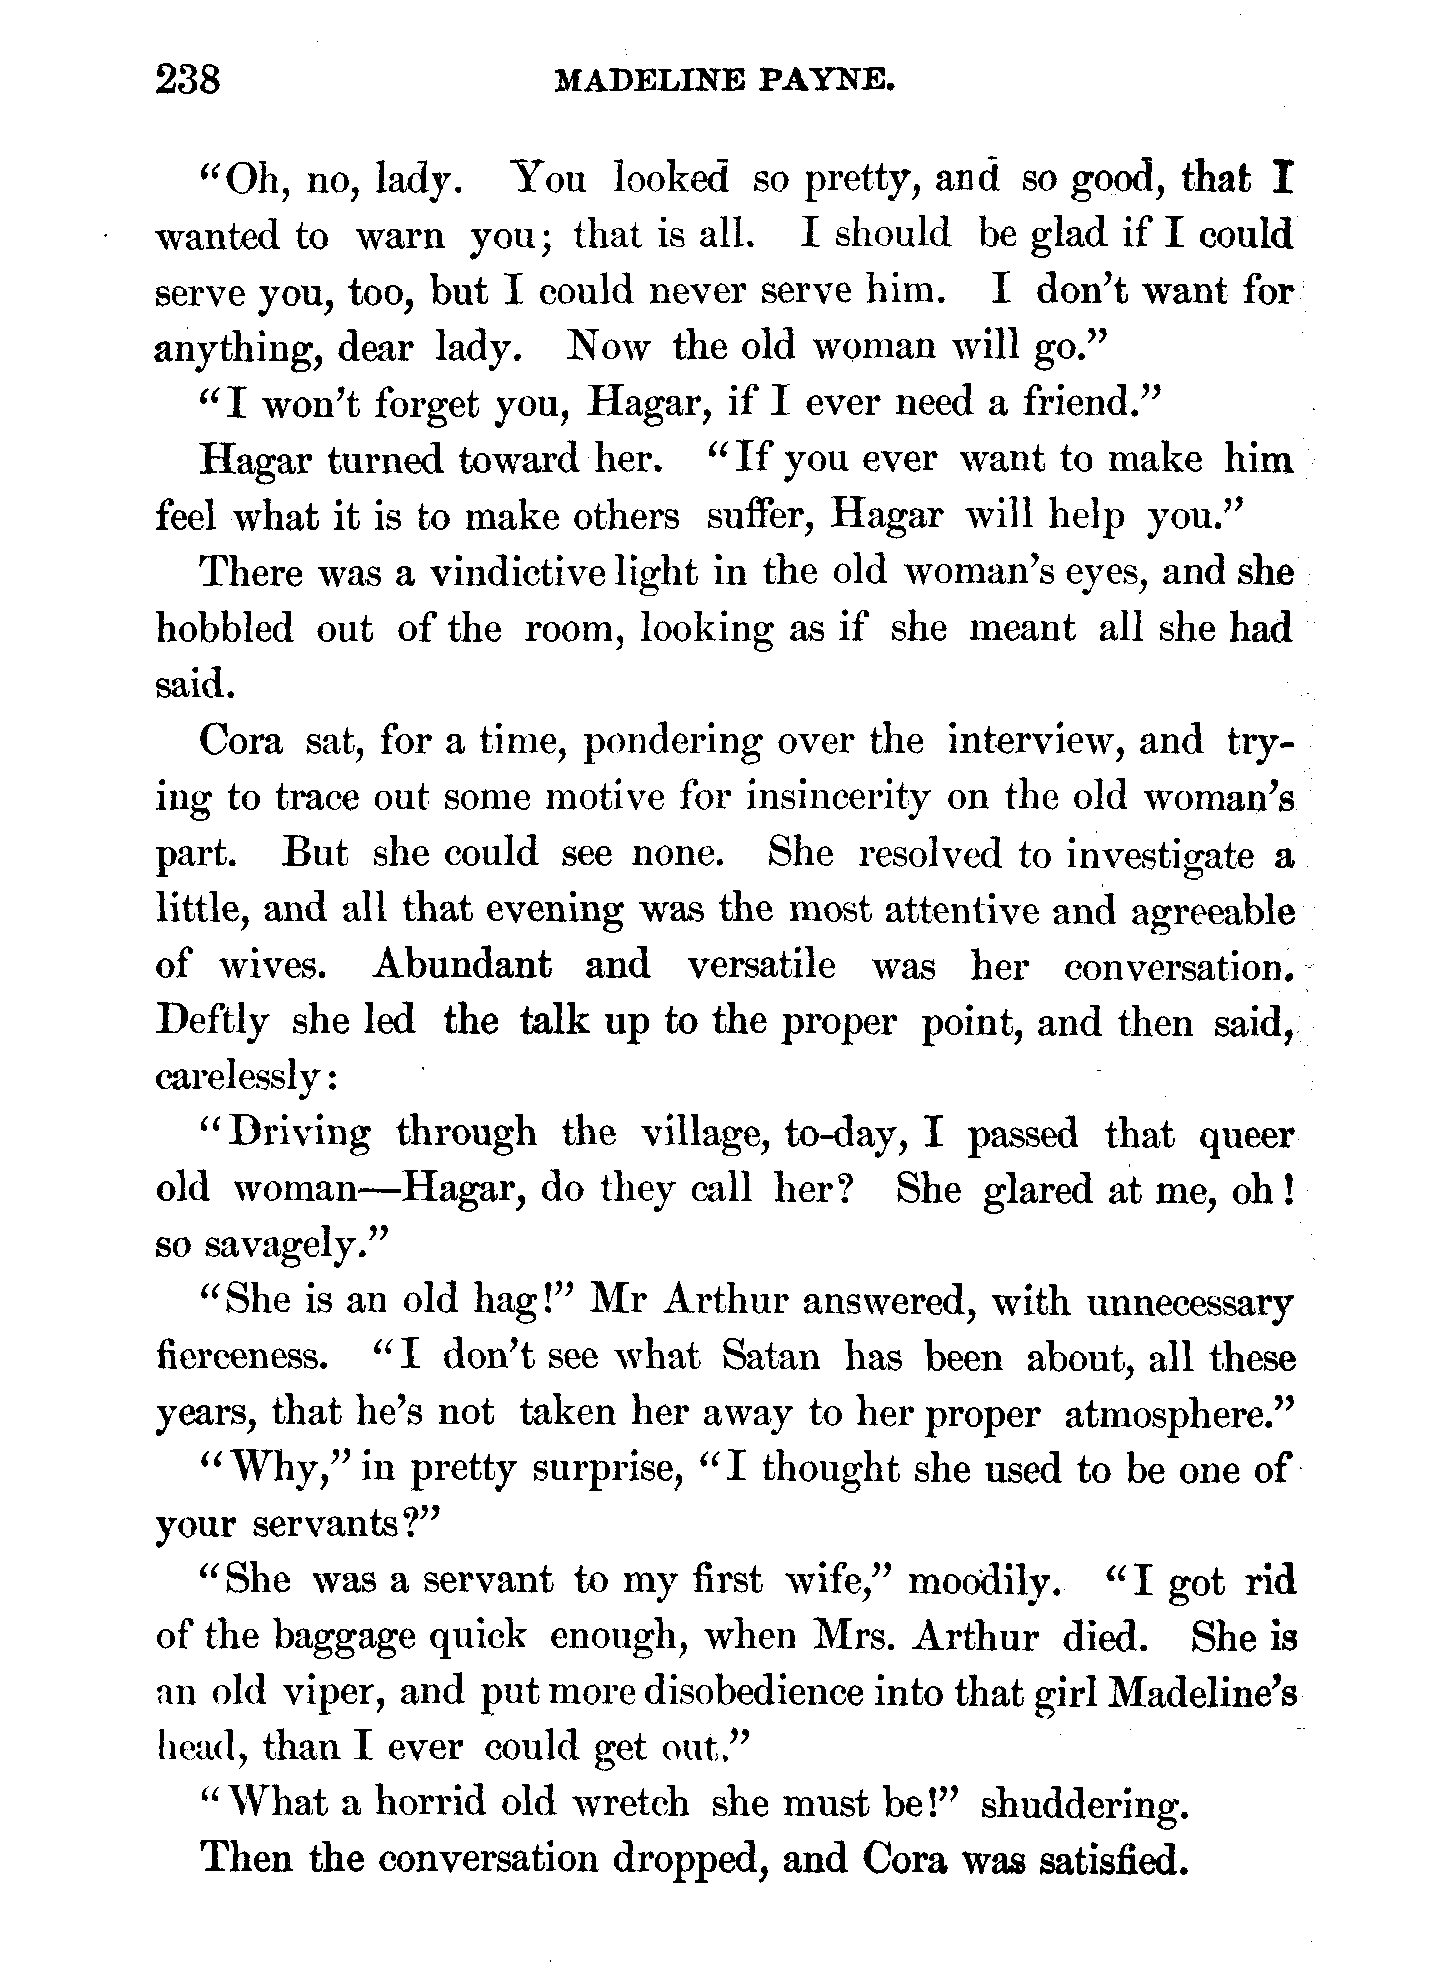 238 MADELINE PAYNE.
“Oh, no, lady. You looked so pretty, and so good, that I
wanted to warn you; that is all. I should be glad if I could
serve you, too, but I could never serve him. I don’t want for
anything, dear lady. Now the old woman will go.”
“I won’t forget you, Hagar, if I ever need a friend.”
Hagar turned toward her. “If you ever want to make him
feel what it is to make others suffer, Hagar will help you.”
There was a vindictive light in the old woman’s eyes, and she
hobbled out of the room, looking as if she meant all she had
said.
Cora sat, for a time, pondering over the interview, and try-
ing to trace out some motive for insincerity on the old woman’s
part. But she could see none. She resolved to investigate a
little, and all that evening was the most attentive and agreeable
of wives. Abundant and versatile was her conversation.
Deftly she led the talk up to the proper point, and then said,
carelessly:
“Driving through the village, to-day, I passed that queer
old woman—Hagar, do they call her? She glared at me, oh!
so savagely.”
“She is an old hag!” Mr Arthur answered, with unnecessary
fierceness. “I don’t see what Satan has been about, all these
years, that he’s not taken her away to her proper atmosphere.”
“Why,” in pretty surprise, “I thought she used to be one of
your servants?”
“She was a servant to my first wife,” moodily. “I got rid
of the baggage quick enough, when Mrs. Arthur died. She is
an old viper, and put more disobedience into that girl Madeline’s
head, than I ever could get out.”
“What a horrid old wretch she must be!” shuddering.
Then the conversation dropped, and Cora was satisfied.